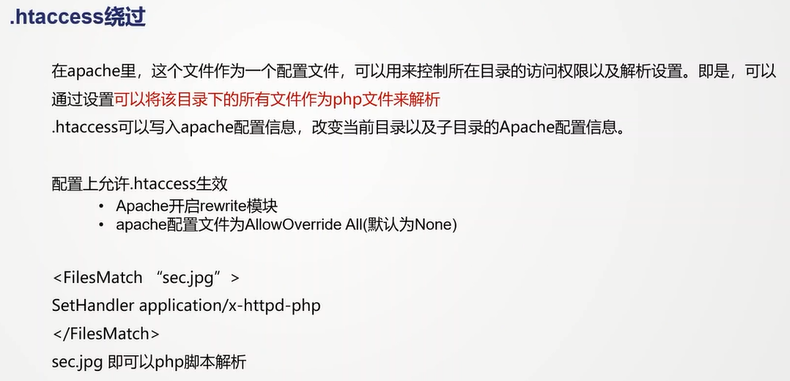 .htaccess绕过
在apache里，这个文件作为一个配置文件，可以用来控制所在目录的访问权限以及解析设置。即是，可以
通过设置可以将该目录下的所有文件作为php文件来解析
.htaccess可以写入apache配置信息，改变当前目录以及子目录的Apache配置信息。
配置上允许.htaccess生效
• Apache开启rewrite模块
• apache配置文件为AllowOverride All(默认为None)
<FilesMatch “sec.jpg”>
SetHandler application/x-httpd-php
</FilesMatch>
sec.jpg 即可以php脚本解析